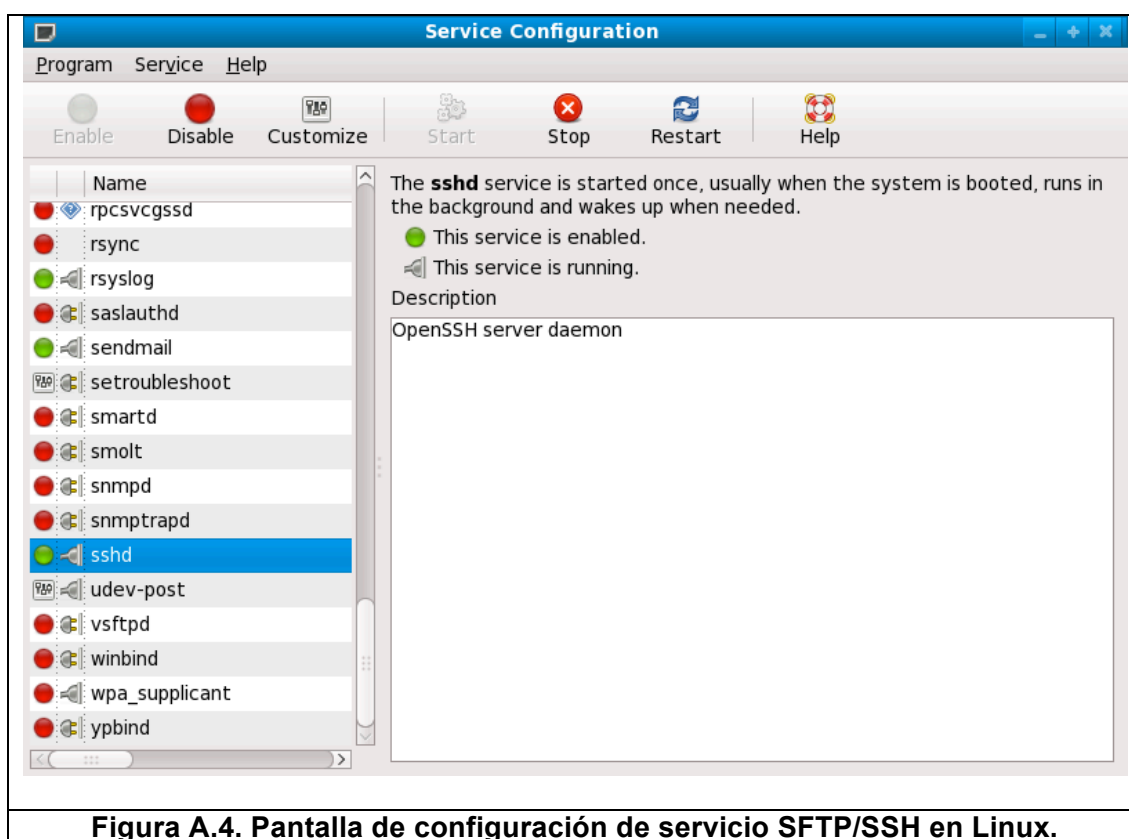 Service Configuration
Program Service Help
Enable Disable Customize Start Stop Restart Help
Name
rpcsvcgssd
rsync
rsyslog
saslauthd
sendmail
setroubleshoot
smartd
smolt
snmpd
snmptrapd
sshd
udev-post
vsftpd
winbind
wpa_supplicant
ypbind
The sshd service is started once, usually when the system is booted, runs in
the background and wakes up when needed.
This service is enabled.
This service is running.
Description
OpenSSH server daemon
Figura A.4. Pantalla de configuración de servicio SFTP/SSH en Linux.